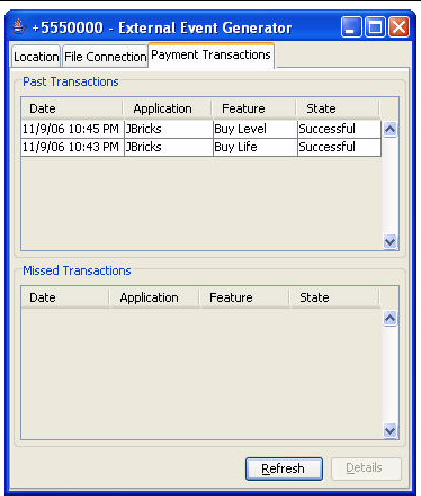 +5550000 - External Event Generator
Location File Connection Payment Transactions
Past Transactions
Date Application Feature State
11/9/06 10:45 PM JBricks Buy Level Successful
11/9/06 10:43 PM JBricks Buy Life Successful
Missed Transactions
Date Application Feature State
Refresh Details